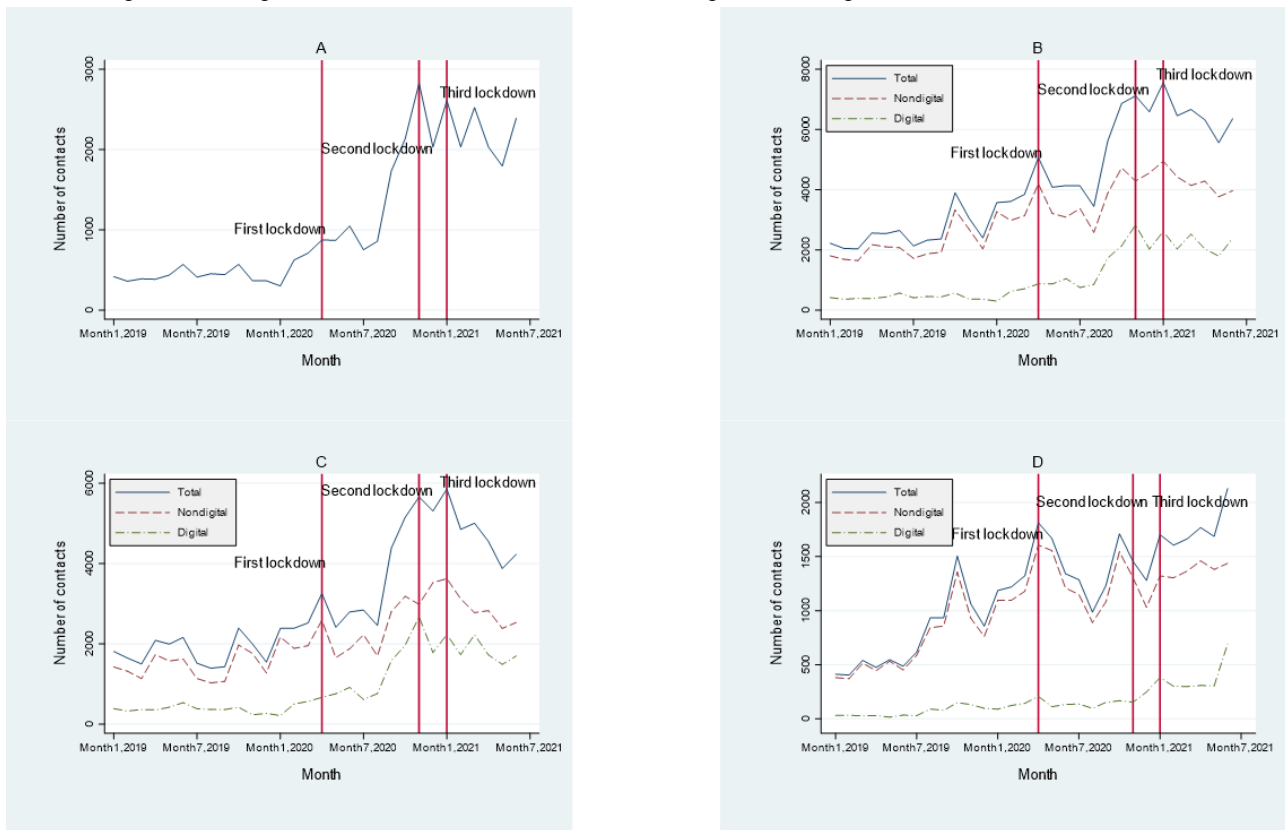 A
Number of contacts
3000
2000
1000
0
First lockdown
Second lockdown
Third lockdown
Month1,2019
Month7,2019
Month1,2020
Month7,2020
Month1,2021
Month7,2021
Month
B
Number of contacts
8000
6000
4000
2000
0
Total
Nondigital
Digital
First lockdown
Second lockdown
Third lockdown
Month1,2019
Month7,2019
Month1,2020
Month7,2020
Month1,2021
Month7,2021
Month
C
Number of contacts
6000
4000
2000
0
Total
Nondigital
Digital
First lockdown
Second lockdown
Third lockdown
Month1,2019
Month7,2019
Month1,2020
Month7,2020
Month1,2021
Month7,2021
Month
D
Number of contacts
2000
1500
1000
500
0
Total
Nondigital
Digital
First lockdown
Second lockdown
Third lockdown
Month1,2019
Month7,2019
Month1,2020
Month7,2020
Month1,2021
Month7,2021
Month